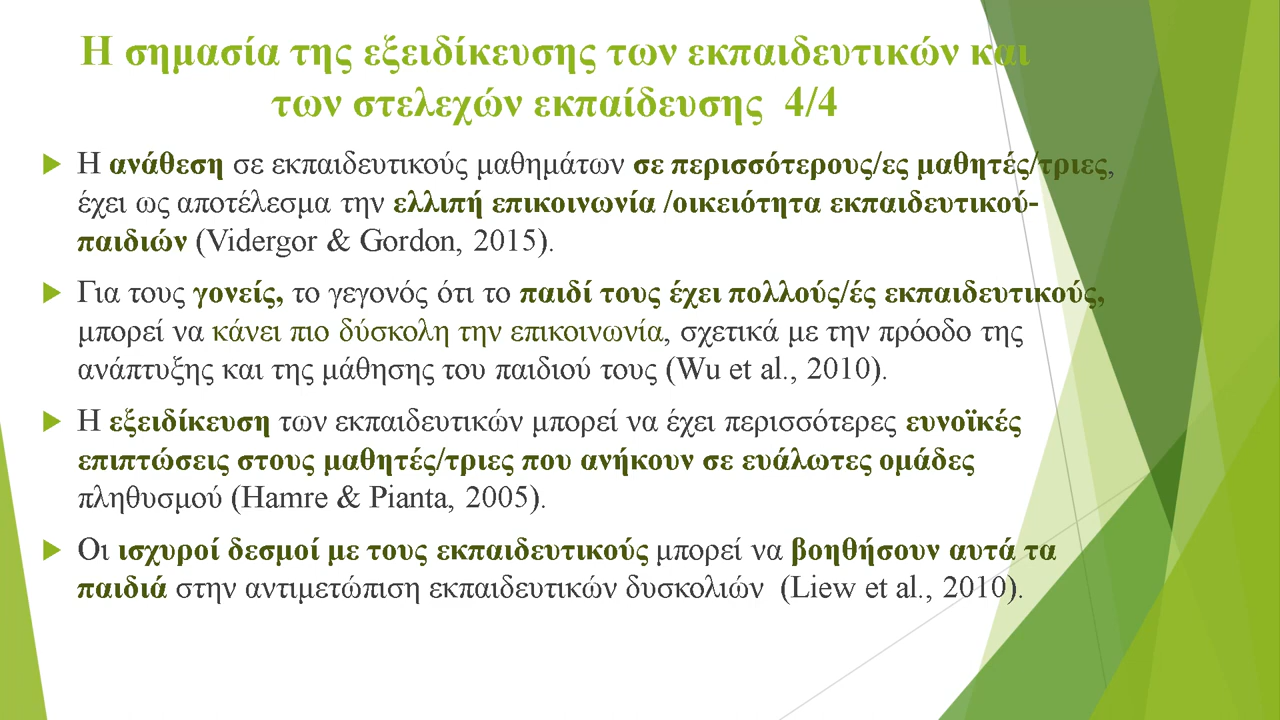 Η σημασία της εξειδίκευσης των εκπαιδευτικών και
των στελεχών εκπαίδευσης 4/4
Η ανάθεση σε εκπαιδευτικούς μαθημάτων σε περισσότερους/ες μαθητές/τριες,
έχει ως αποτέλεσμα την ελλιπή επικοινωνία /οικειότητα εκπαιδευτικού-
παιδιών (Vidergor & Gordon, 2015).
Για τους γονείς, το γεγονός ότι το παιδί τους έχει πολλούς/ές εκπαιδευτικούς,
μπορεί να κάνει πιο δύσκολη την επικοινωνία, σχετικά με την πρόοδο της
ανάπτυξης και της μάθησης του παιδιού τους (Wu et al., 2010).
Η εξειδίκευση των εκπαιδευτικών μπορεί να έχει περισσότερες ευνοϊκές
επιπτώσεις στους μαθητές/τριες που ανήκουν σε ευάλωτες ομάδες
πληθυσμού (Hamre & Pianta, 2005).
Οι ισχυροί δεσμοί με τους εκπαιδευτικούς μπορεί να βοηθήσουν αυτά τα
παιδιά στην αντιμετώπιση εκπαιδευτικών δυσκολιών (Liew et al., 2010).